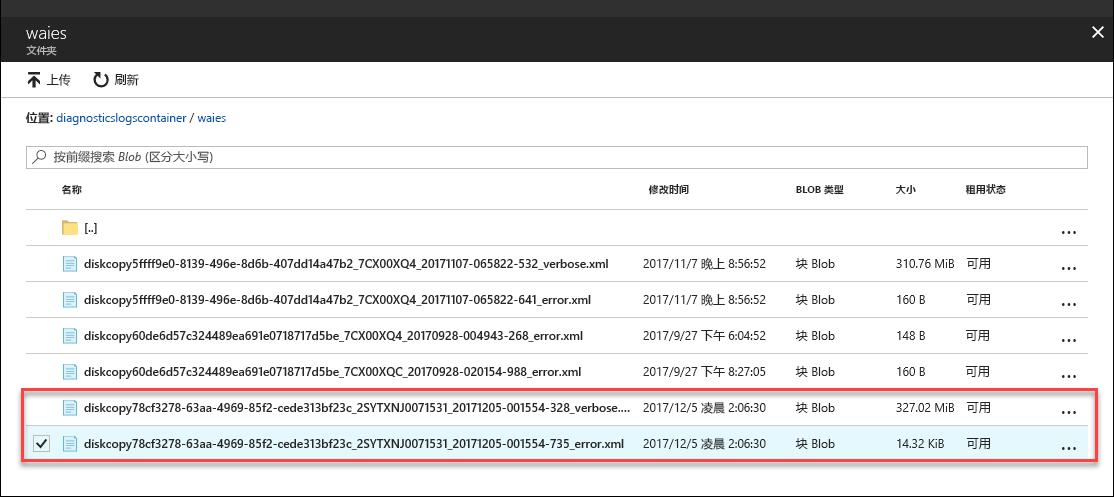 waies
文件夹
上传 刷新
位置: diagnosticslogscontainer / waies
按前缀搜索 Blob (区分大小写)
名称 修改时间 BLOB 类型 大小 租用状态
[..] ...
diskcopy5ffff9e0-8139-496e-8d6b-407dd14a47b2_7CX00XQ4_20171107-065822-532_verbose.xml 2017/11/7 晚上 8:56:52 块 Blob 310.76 MiB 可用 ...
diskcopy5ffff9e0-8139-496e-8d6b-407dd14a47b2_7CX00XQ4_20171107-065822-641_error.xml 2017/11/7 晚上 8:56:52 块 Blob 160 B 可用 ...
diskcopy60de6d57c324489ea691e0718717d5be_7CX00XQ4_20170928-004943-268_error.xml 2017/9/27 下午 6:04:52 块 Blob 148 B 可用 ...
diskcopy60de6d57c324489ea691e0718717d5be_7CX00XQC_20170928-020154-988_error.xml 2017/9/27 下午 8:27:05 块 Blob 160 B 可用 ...
diskcopy78cf3278-63aa-4969-85f2-cede313bf23c_2SYTXNJ0071531_20171205-001554-328_verbose.... 2017/12/5 凌晨 2:06:30 块 Blob 327.02 MiB 可用 ...
diskcopy78cf3278-63aa-4969-85f2-cede313bf23c_2SYTXNJ0071531_20171205-001554-735_error.xml 2017/12/5 凌晨 2:06:30 块 Blob 14.32 KiB 可用 ...